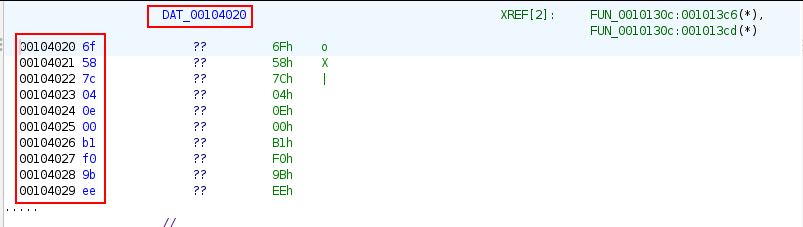 DAT_00104020 XREF[2]: FUN_0010130c:001013c6(*),
FUN_0010130c:001013cd(*)
00104020 6f ?? 6Fh o
00104021 58 ?? 58h X
00104022 7c ?? 7Ch |
00104023 04 ?? 04h
00104024 0e ?? 0Eh
00104025 00 ?? 00h
00104026 b1 ?? B1h
00104027 f0 ?? F0h
00104028 9b ?? 9Bh
00104029 ee ?? EEh
.....
//